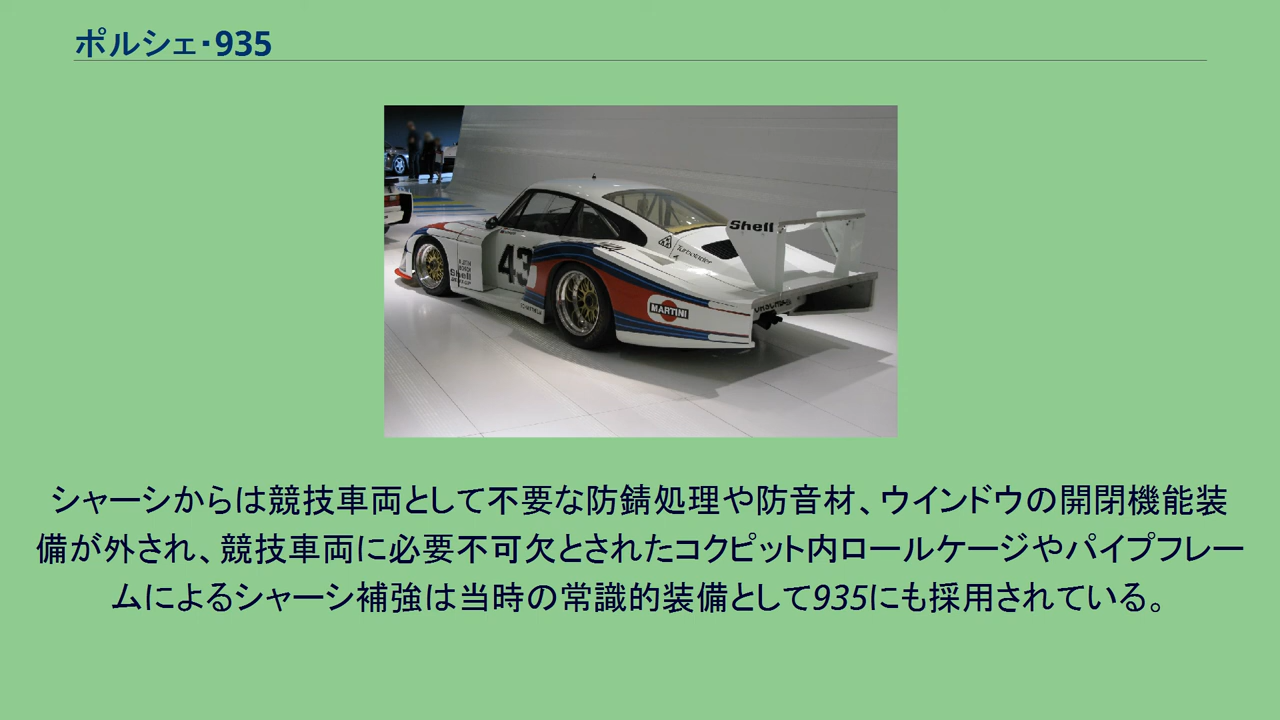 ポルシェ・935
Shell
43
Shell
MARTINI
シャーシからは競技車両として不要な防錆処理や防音材、ウインドウの開閉機能装
備が外され、競技車両に必要不可欠とされたコクピット内ロールケージやパイプフレー
ムによるシャーシ補強は当時の常識的装備として935にも採用されている。